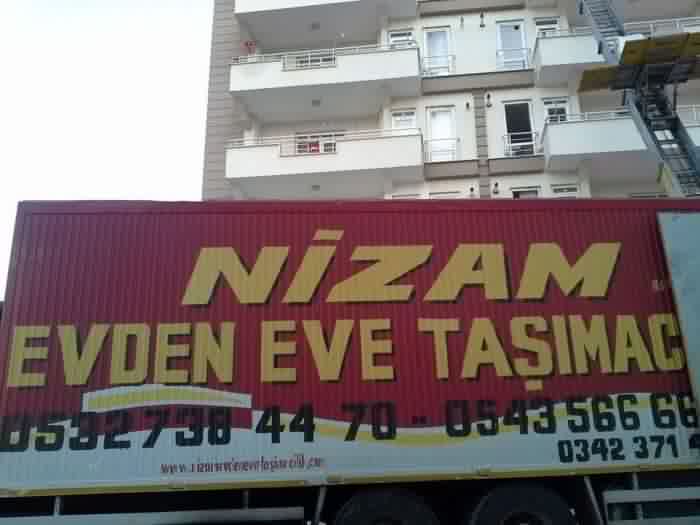 NİZAM
EVDEN EVE TAŞIMAC
0532 738 44 70 - 0543 566 66
0342 371